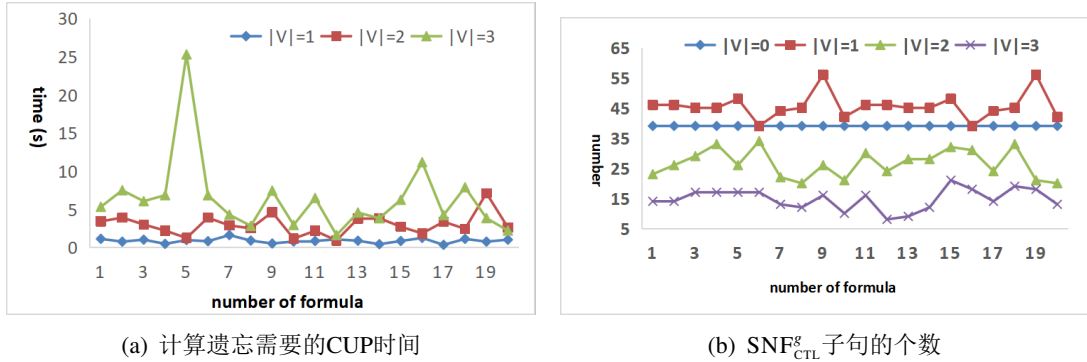 |V|=1 |V|=2 |V|=3
30
25
20
15
10
5
0
time (s)
1 3 5 7 9 11 13 15 17 19
number of formula
(a) 计算遗忘需要的CUP时间
|V|=0 |V|=1 |V|=2 |V|=3
65
55
45
35
25
15
5
number
1 3 5 7 9 11 13 15 17 19
number of formula
(b) SNF^g_CTL子句的个数